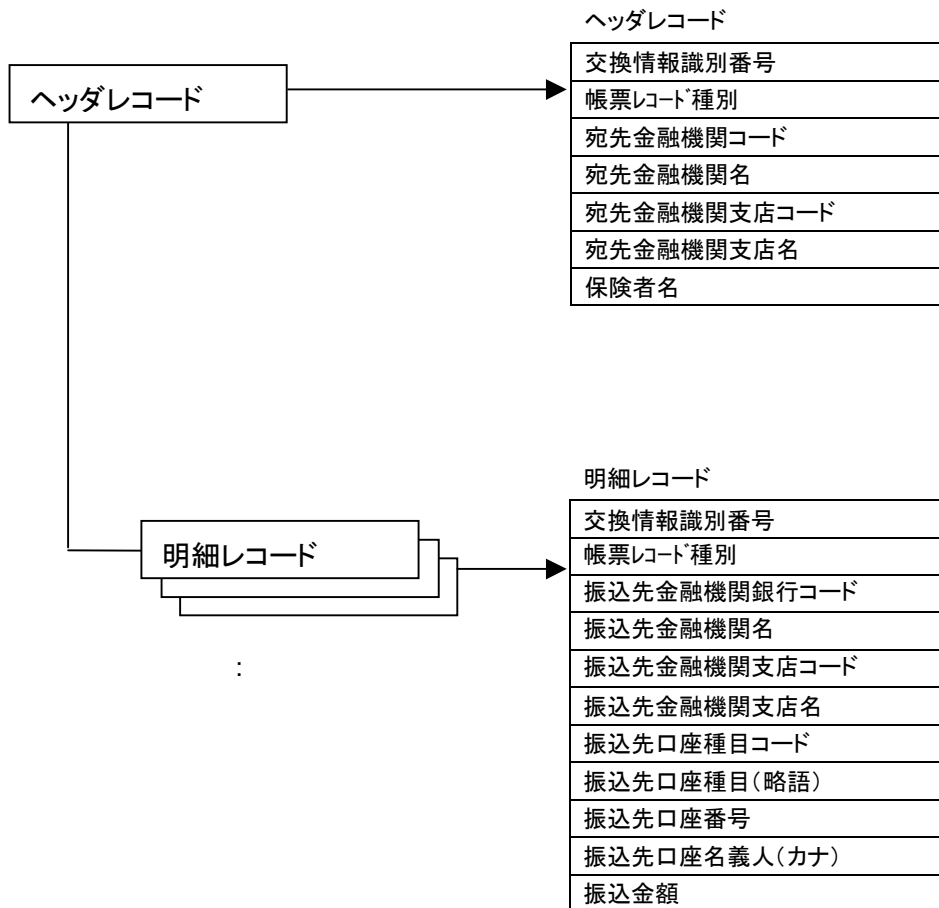 ヘッダレコード
ヘッダレコード
交換情報識別番号
帳票ﾚｺｰﾄﾞ種別
宛先金融機関コード
宛先金融機関名
宛先金融機関支店コード
宛先金融機関支店名
保険者名
明細レコード
明細レコード
:
交換情報識別番号
帳票ﾚｺｰﾄﾞ種別
振込先金融機関銀行コード
振込先金融機関名
振込先金融機関支店コード
振込先金融機関支店名
振込先口座種目コード
振込先口座種目(略語)
振込先口座番号
振込先口座名義人(カナ)
振込金額